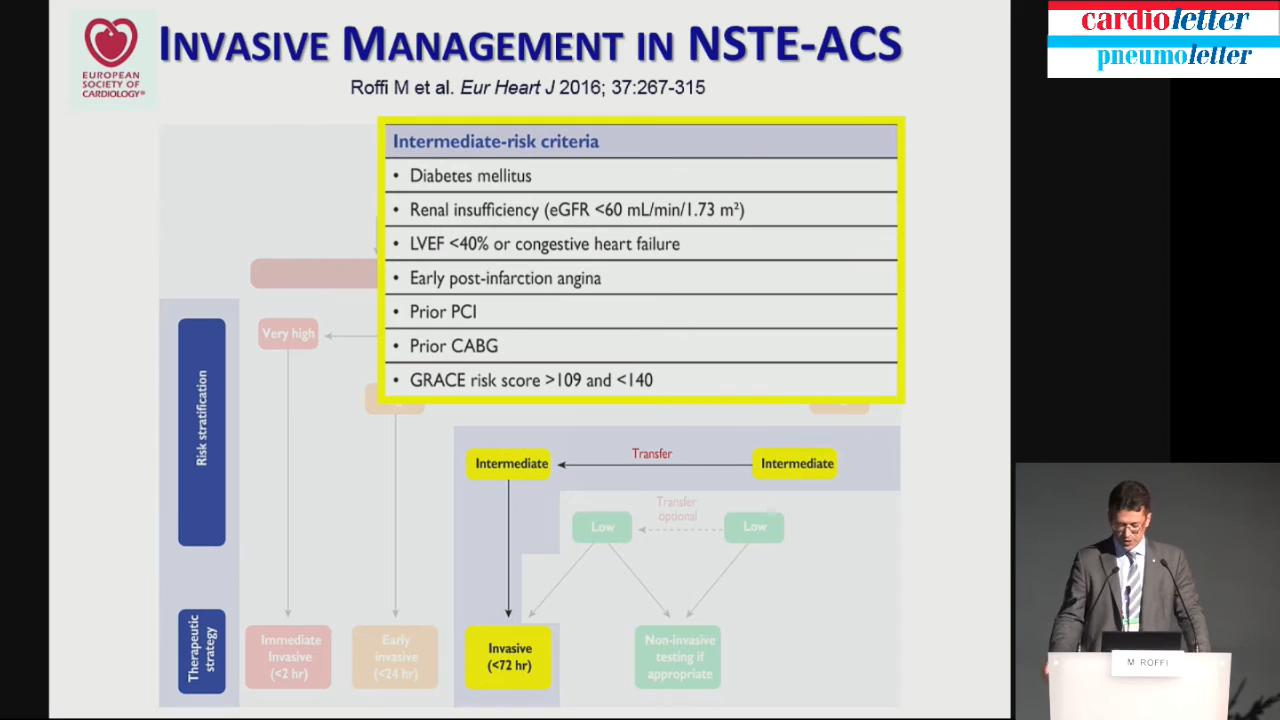 EUROPEAN
SOCIETY OF
CARDIOLOGY®
INVASIVE MANAGEMENT IN NSTE-ACS
Roffi M et al. Eur Heart J 2016; 37:267-315
cardioletter
pneumoletter
Intermediate-risk criteria
• Diabetes mellitus
• Renal insufficiency (eGFR <60 mL/min/1.73 m²)
• LVEF <40% or congestive heart failure
• Early post-infarction angina
• Prior PCI
• Prior CABG
• GRACE risk score >109 and <140
Risk stratification
Very high
Intermediate
Transfer
Intermediate
Low
Transfer
optional
Low
Therapeutic
strategy
Immediate
Invasive
(<2 hr)
Early
invasive
(<24 hr)
Invasive
(<72 hr)
Non-invasive
testing if
appropriate
M ROFFI